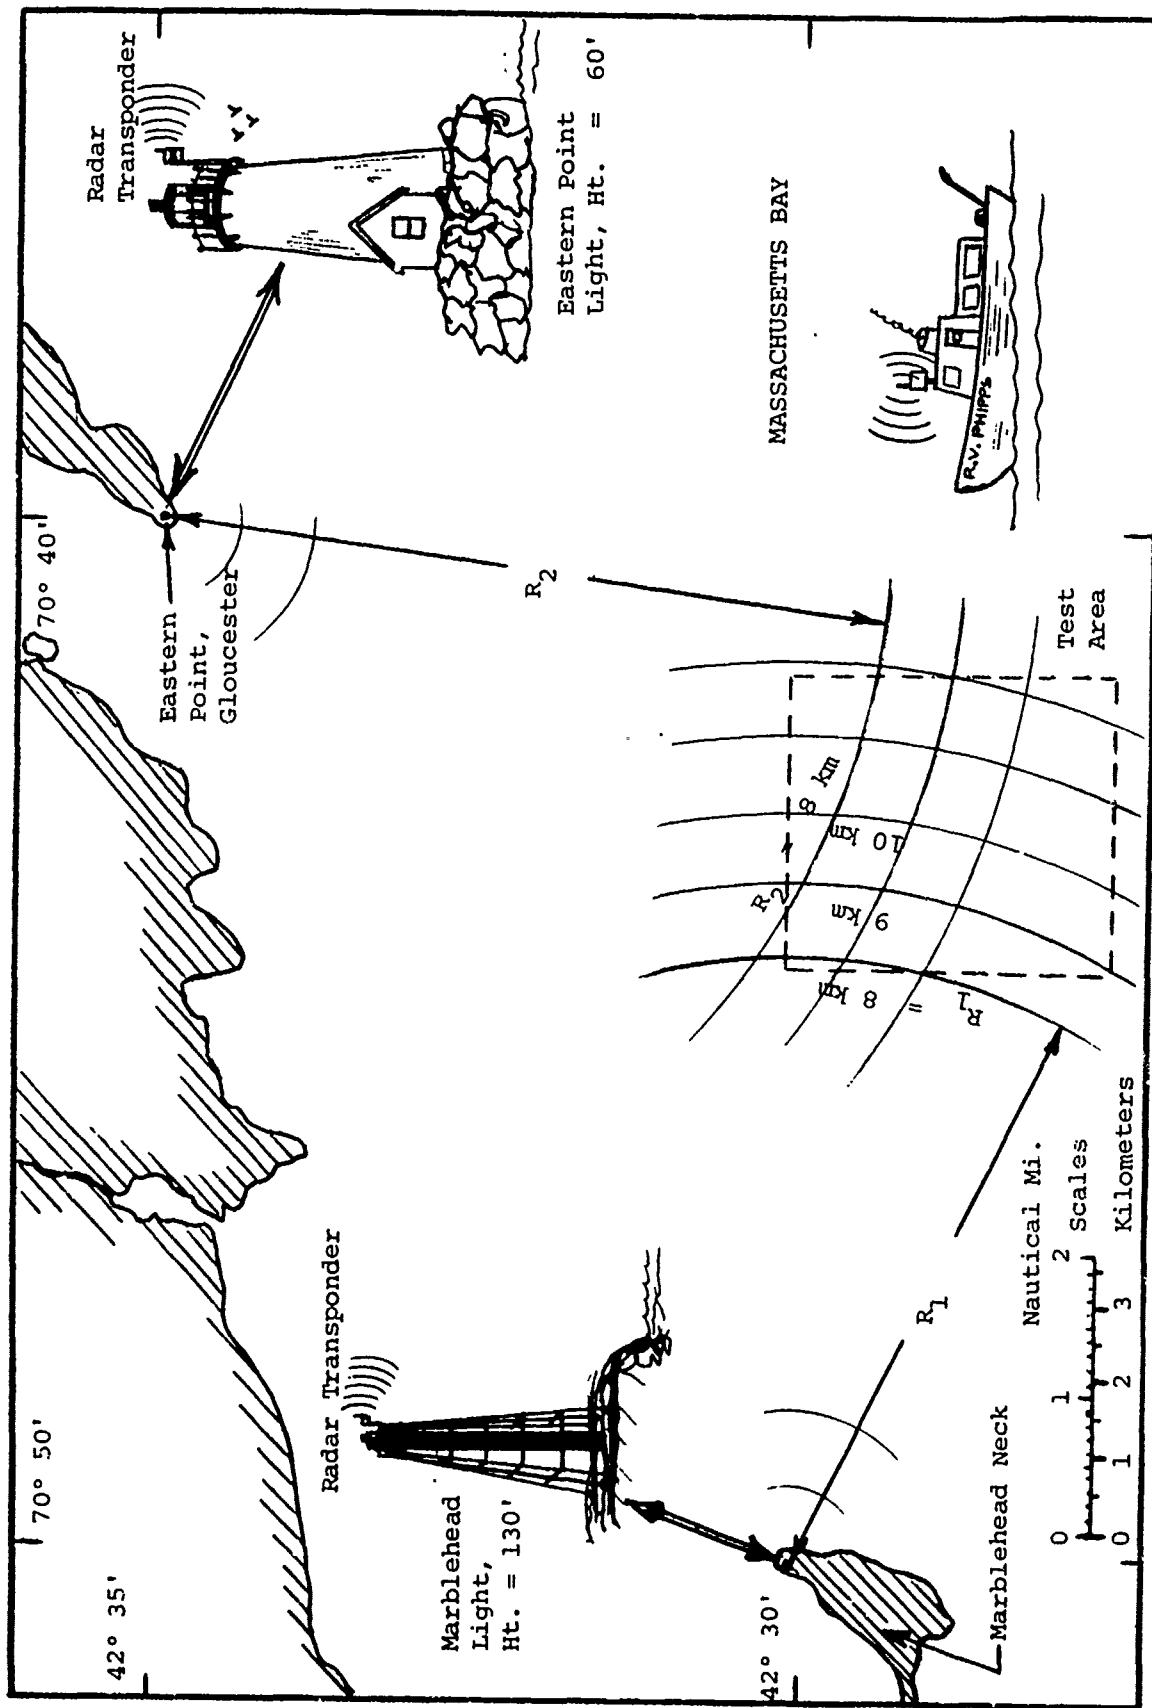 70° 50'
70° 40'
42° 35'
42° 30'
Radar
Transponder
Eastern Point
Light, Ht. = 60'
Eastern
Point,
Gloucester
Radar Transponder
Marblehead
Light,
Ht. = 130'
MASSACHUSETTS BAY
R.V. PHIPPS
R2
R2
8 km
10 km
9 km
R1 = 8 km
Test
Area
R1
Marblehead Neck
Nautical Mi.
0 1 2
Scales
0 1 2 3
Kilometers